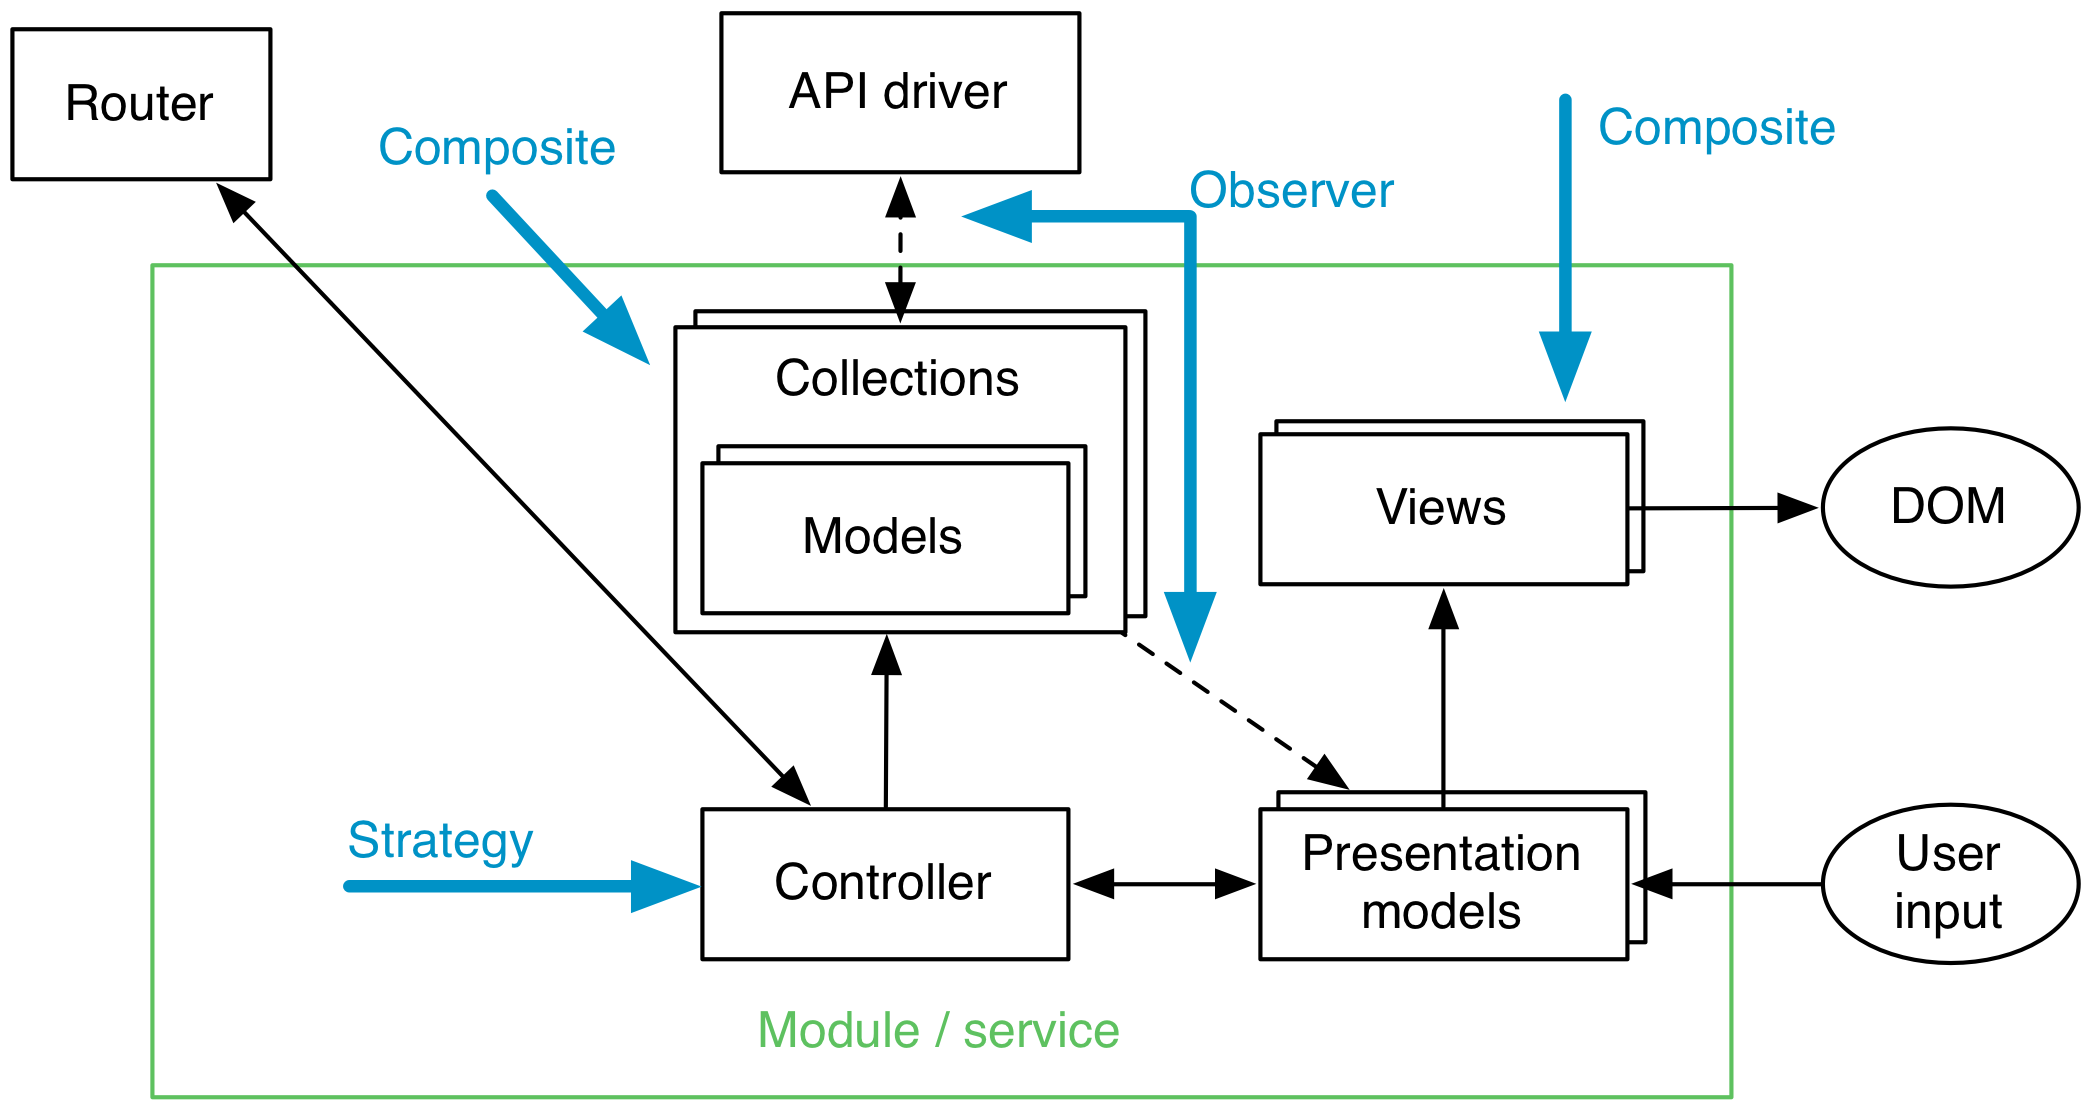 Router
API driver
Composite
Composite
Observer
Collections
Models
Views
DOM
Strategy
Controller
Presentation
models
User
input
Module / service